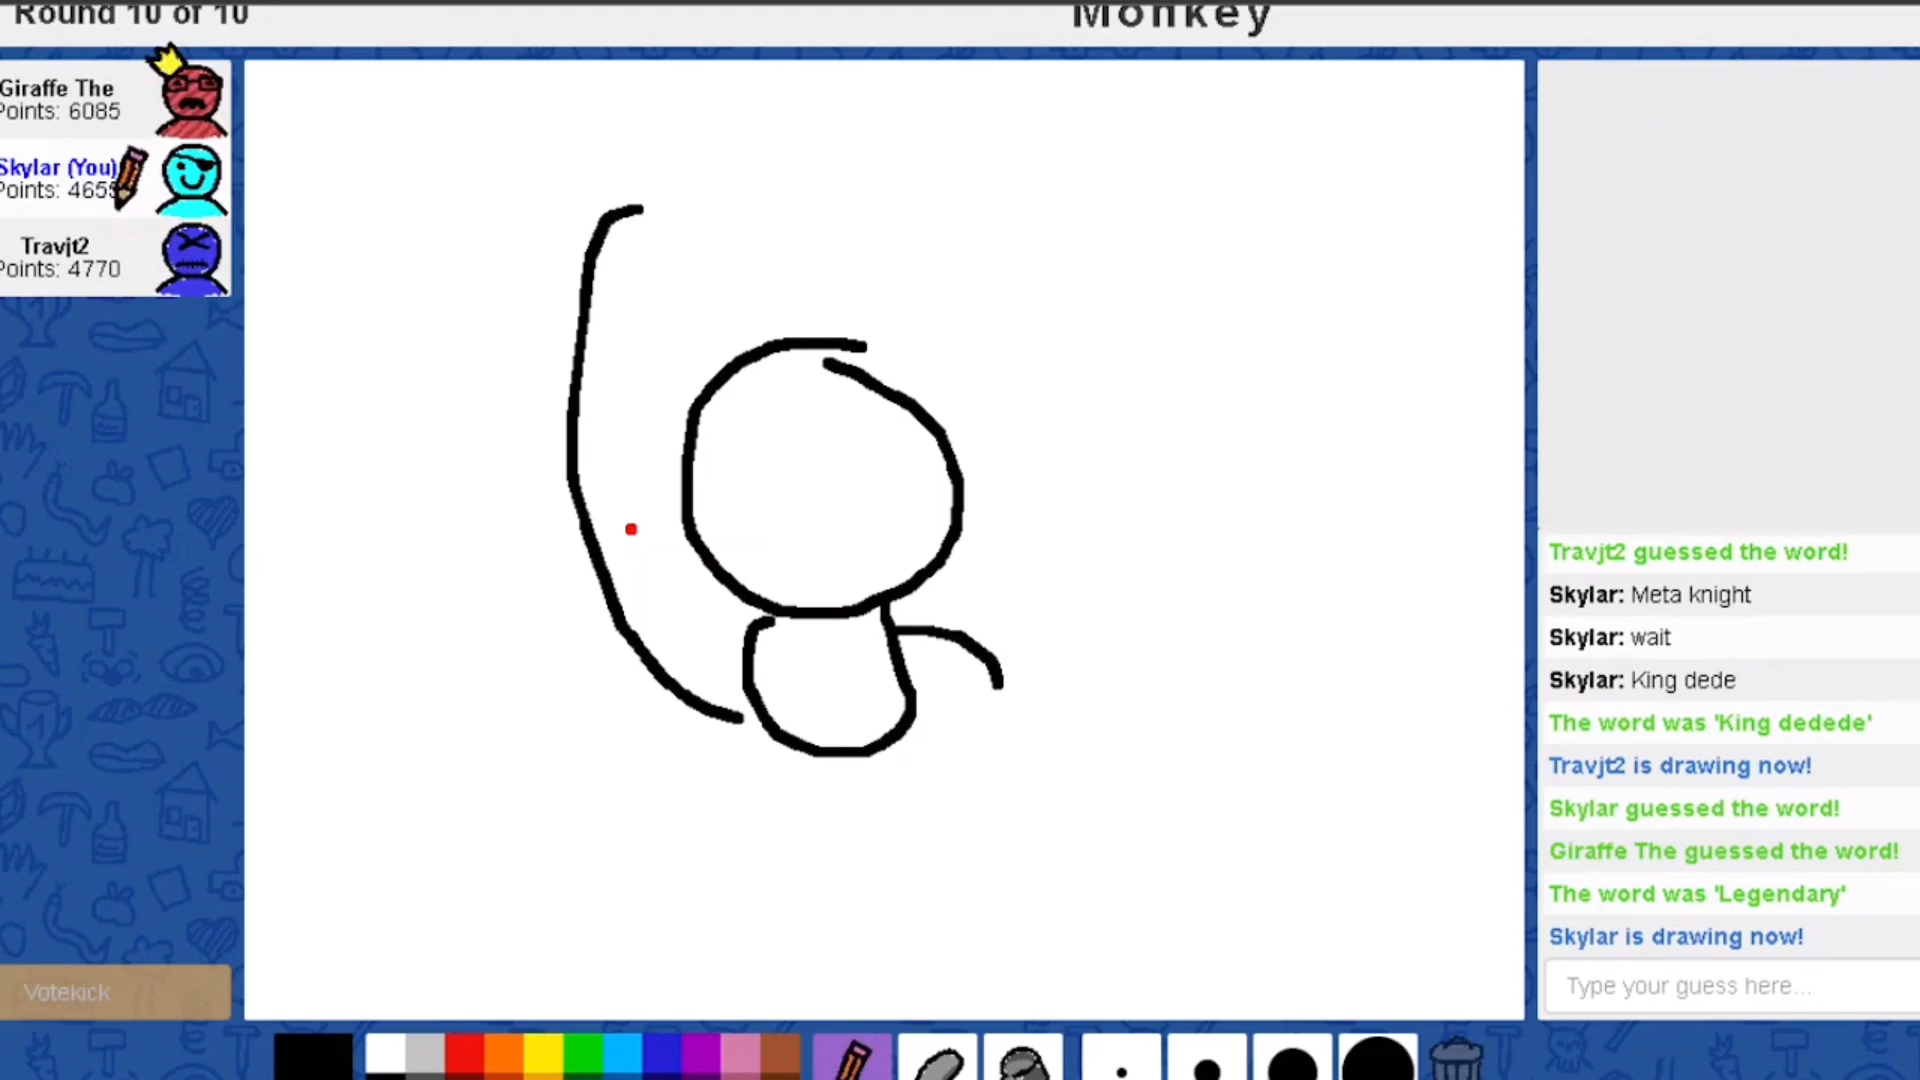 Round 10 of 10
Monkey
Giraffe The
Points: 6085
Skylar (You)
Points: 4655
Travjt2
Points: 4770
Travjt2 guessed the word!
Skylar: Meta knight
Skylar: wait
Skylar: King dede
The word was 'King dedede'
Travjt2 is drawing now!
Skylar guessed the word!
Giraffe The guessed the word!
The word was 'Legendary'
Skylar is drawing now!
Type your guess here...
Votekick